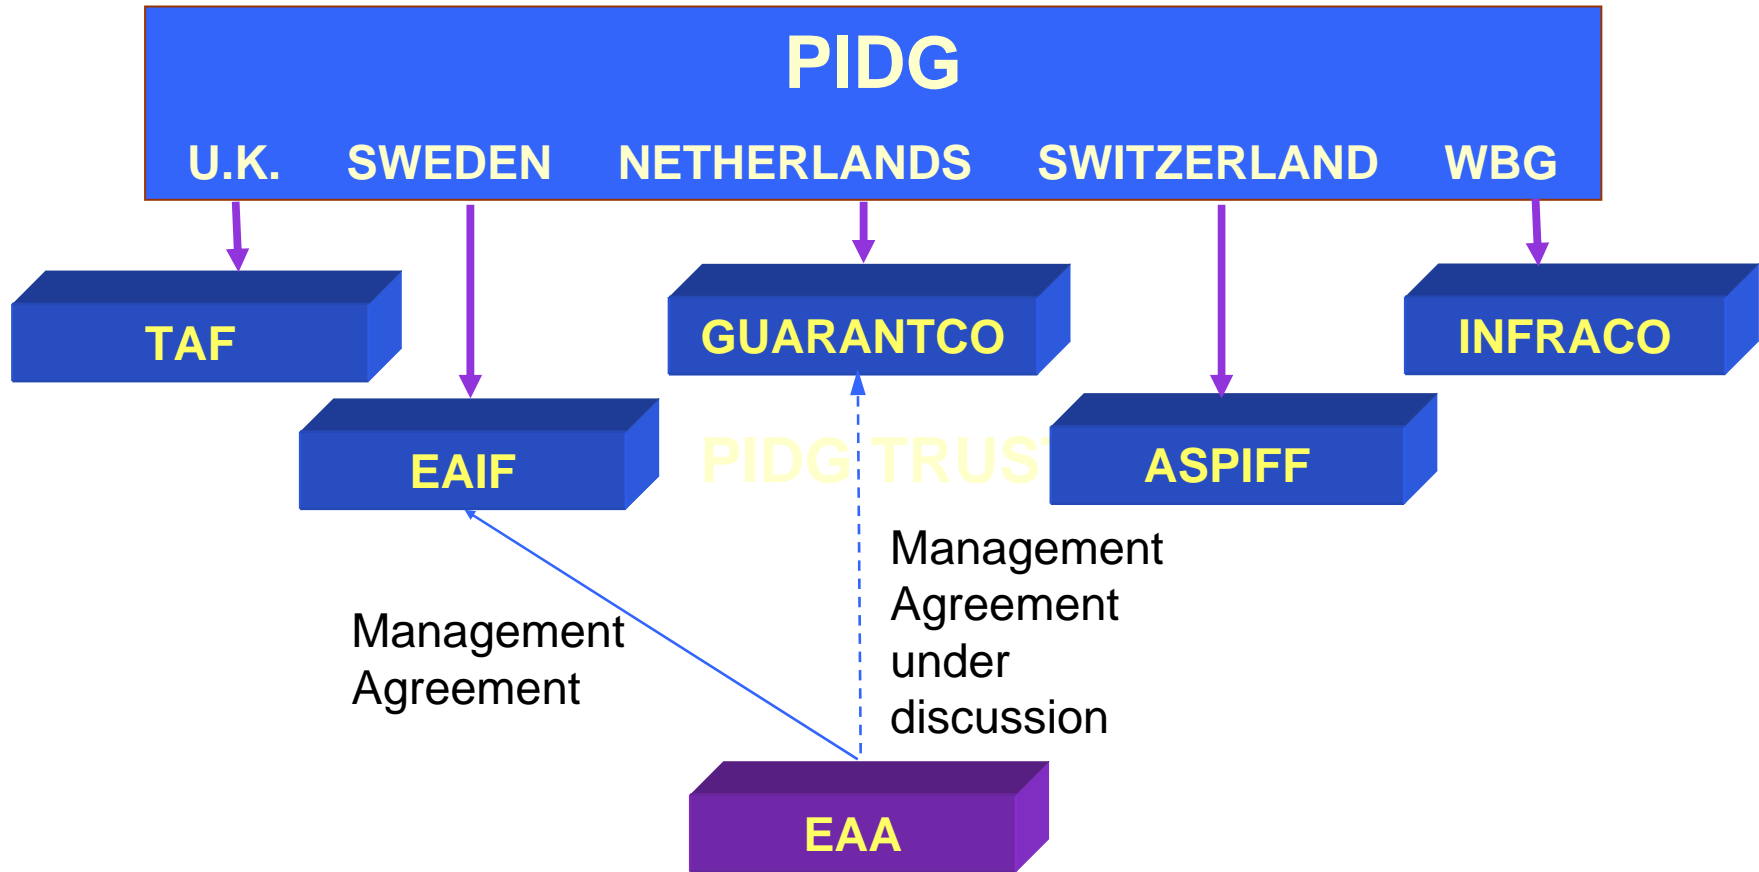 PIDG
U.K. SWEDEN NETHERLANDS SWITZERLAND WBG
TAF
GUARANTCO
INFRACO
EAIF
PIDG TRUST
ASPIFF
Management
Agreement
under
discussion
Management
Agreement
EAA